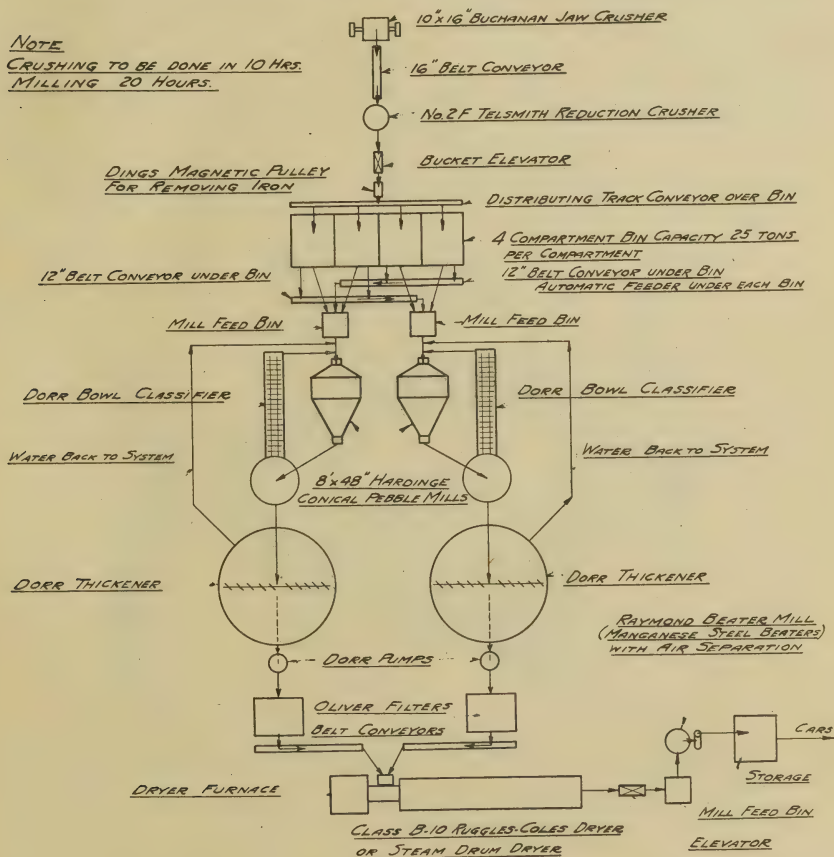 10"x16" BUCHANAN JAW CRUSHER
NOTE
CRUSHING TO BE DONE IN 10 HRS.
MILLING 20 HOURS.
16" BELT CONVEYOR
No. 2 F TELSMITH REDUCTION CRUSHER
BUCKET ELEVATOR
DINGS MAGNETIC PULLEY
FOR REMOVING IRON
DISTRIBUTING TRACK CONVEYOR OVER BIN
4 COMPARTMENT BIN CAPACITY 25 TONS
PER COMPARTMENT
12" BELT CONVEYOR UNDER BIN
12" BELT CONVEYOR UNDER BIN
AUTOMATIC FEEDER UNDER EACH BIN
MILL FEED BIN
MILL FEED BIN
DORR BOWL CLASSIFIER
DORR BOWL CLASSIFIER
WATER BACK TO SYSTEM
WATER BACK TO SYSTEM
8'x48" HARDINGE
CONICAL PEBBLE MILLS
DORR THICKENER
DORR THICKENER
RAYMOND BEATER MILL
(MANGANESE STEEL BEATERS)
WITH AIR SEPARATION
DORR PUMPS
OLIVER FILTERS
BELT CONVEYORS
CARS
STORAGE
DRYER FURNACE
MILL FEED BIN
CLASS B-10 RUGGLES-COLES DRYER
OR STEAM DRUM DRYER
ELEVATOR